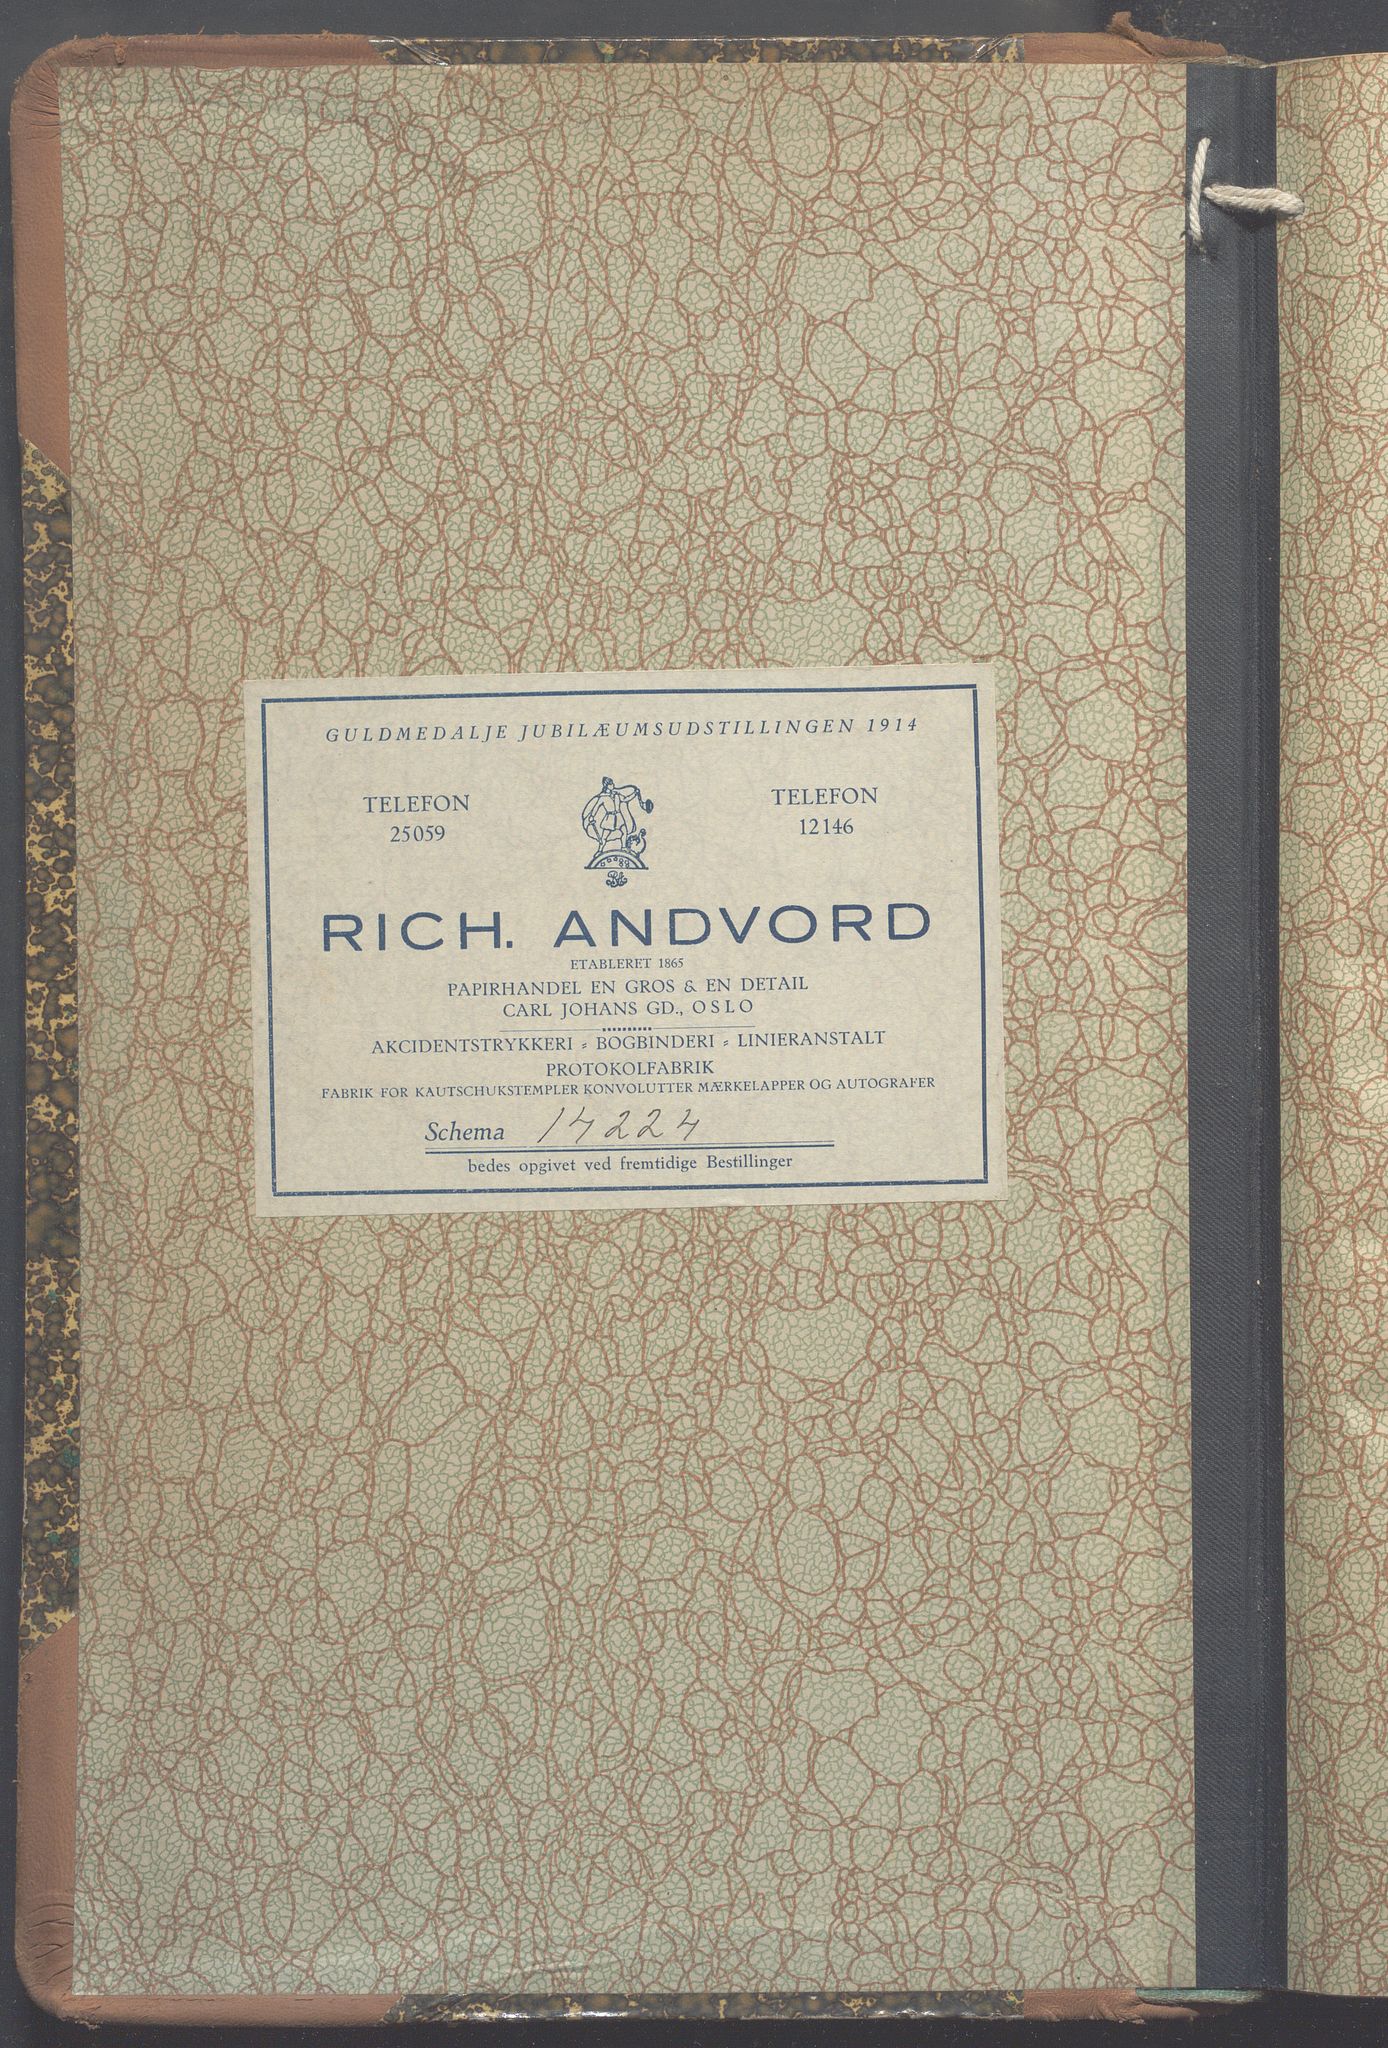 GULDMEDALJE JUBILÆUMSUDSTILLINGEN 1914
TELEFON
25059
TELEFON
12146
RICH. ANDVORD
ETABLERET 1865
PAPIRHANDEL EN GROS & EN DETAIL
CARL JOHANS GD., OSLO
AKCIDENTSTRYKKERI = BOGBINDERI = LINIERANSTALT
PROTOKOLFABRIK
FABRIK FOR KAUTSCHUKSTEMPLER KONVOLUTTER MÆRKELAPPER OG AUTOGRAFER
Schema 14224
bedes opgivet ved fremtidige Bestillinger